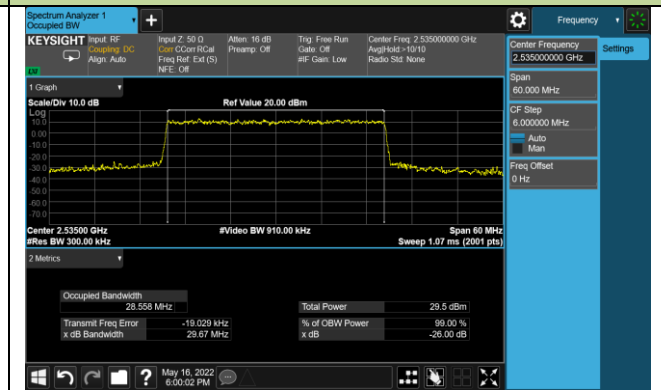 Spectrum Analyzer 1
Occupied BW
Frequency
KEYSIGHT Input: RF
Coupling: DC
Align: Auto
Input Z: 50 Ω
Corr CCorr RCal
Freq Ref: Ext (S)
NFE: Off
Atten: 16 dB
Preamp: Off
Trig: Free Run
Gate: Off
#IF Gain: Low
Center Freq: 2.535000000 GHz
Avg|Hold:>10/10
Radio Std: None
1 Graph
Scale/Div 10.0 dB
Ref Value 20.00 dBm
Log
10.0
0.00
-10.0
-20.0
-30.0
-40.0
-50.0
-60.0
-70.0
Center 2.53500 GHz
#Video BW 910.00 kHz
Span 60 MHz
#Res BW 300.00 kHz
Sweep 1.07 ms (2001 pts)
2 Metrics
Occupied Bandwidth
28.558 MHz
Total Power 29.5 dBm
Transmit Freq Error -19.029 kHz
% of OBW Power 99.00 %
x dB Bandwidth 29.67 MHz
x dB -26.00 dB
Center Frequency
2.535000000 GHz
Settings
Span
60.000 MHz
CF Step
6.000000 MHz
Auto
Man
Freq Offset
0 Hz
?
May 16, 2022
6:00:02 PM